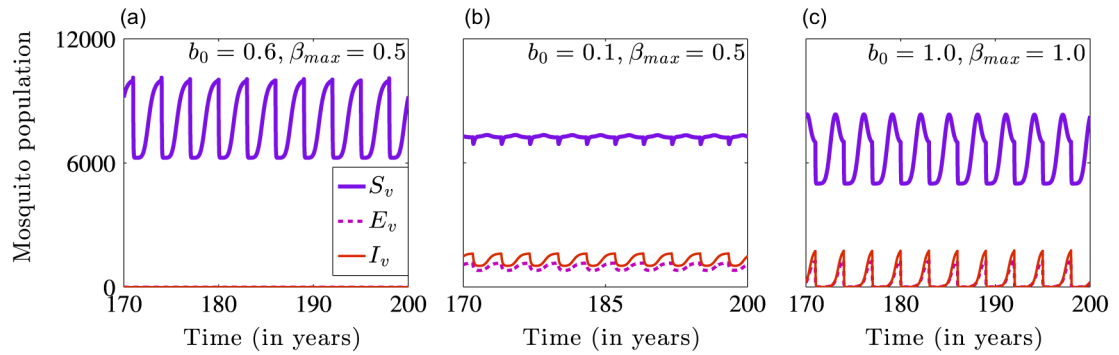 (a)
(b)
(c)
Mosquito population
12000
6000
0
b₀ = 0.6, βₘₐₓ = 0.5
Sᵥ
Eᵥ
Iᵥ
170 180 190 200
Time (in years)
b₀ = 0.1, βₘₐₓ = 0.5
170 185 200
Time (in years)
b₀ = 1.0, βₘₐₓ = 1.0
170 180 190 200
Time (in years)